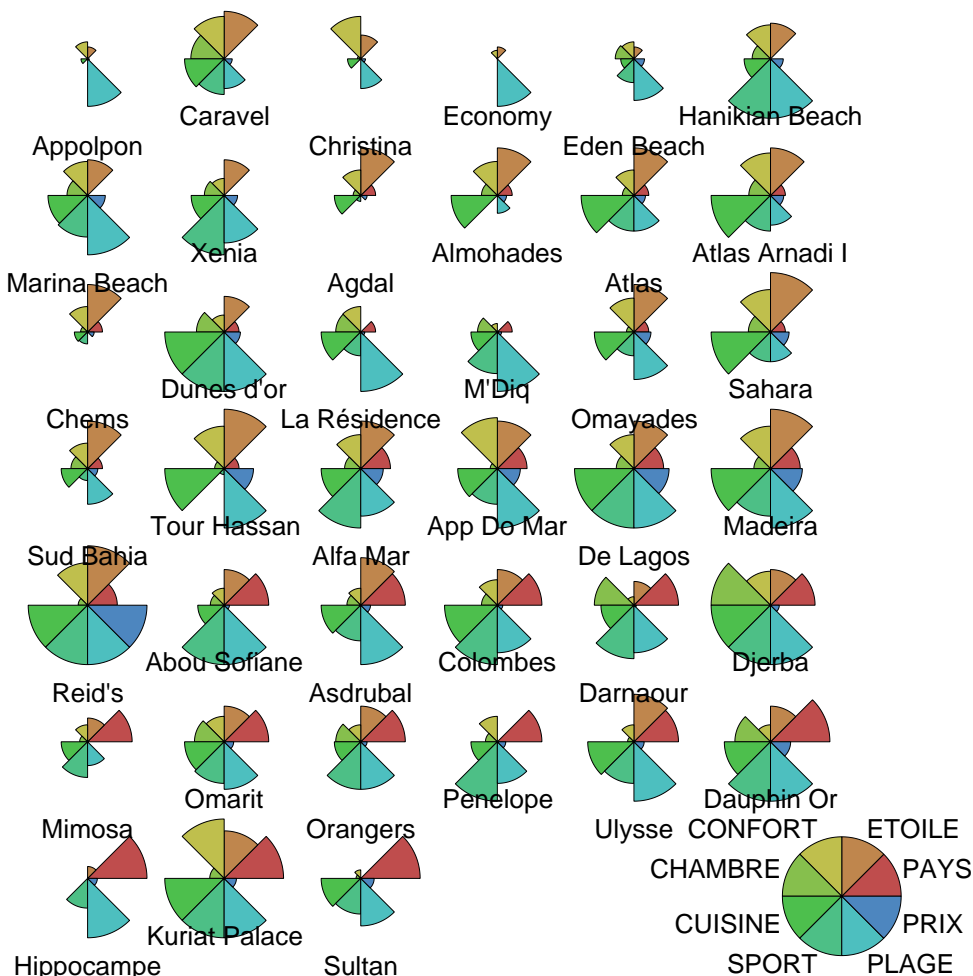 Caravel Economy Hanikian Beach
Appolpon Christina Eden Beach
Xenia Almohades Atlas Arnadi I
Marina Beach Agdal Atlas
Dunes d'or M'Diq Sahara
Chems La Résidence Omayades
Tour Hassan App Do Mar Madeira
Sud Bahia Alfa Mar De Lagos
Abou Sofiane Colombes Djerba
Reid's Asdrubal Darnaour
Omarit Penelope Dauphin Or
Mimosa Orangers Ulysse CONFORT ETOILE
CHAMBRE PAYS
Kuriat Palace CUISINE PRIX
Hippocampe Sultan SPORT PLAGE